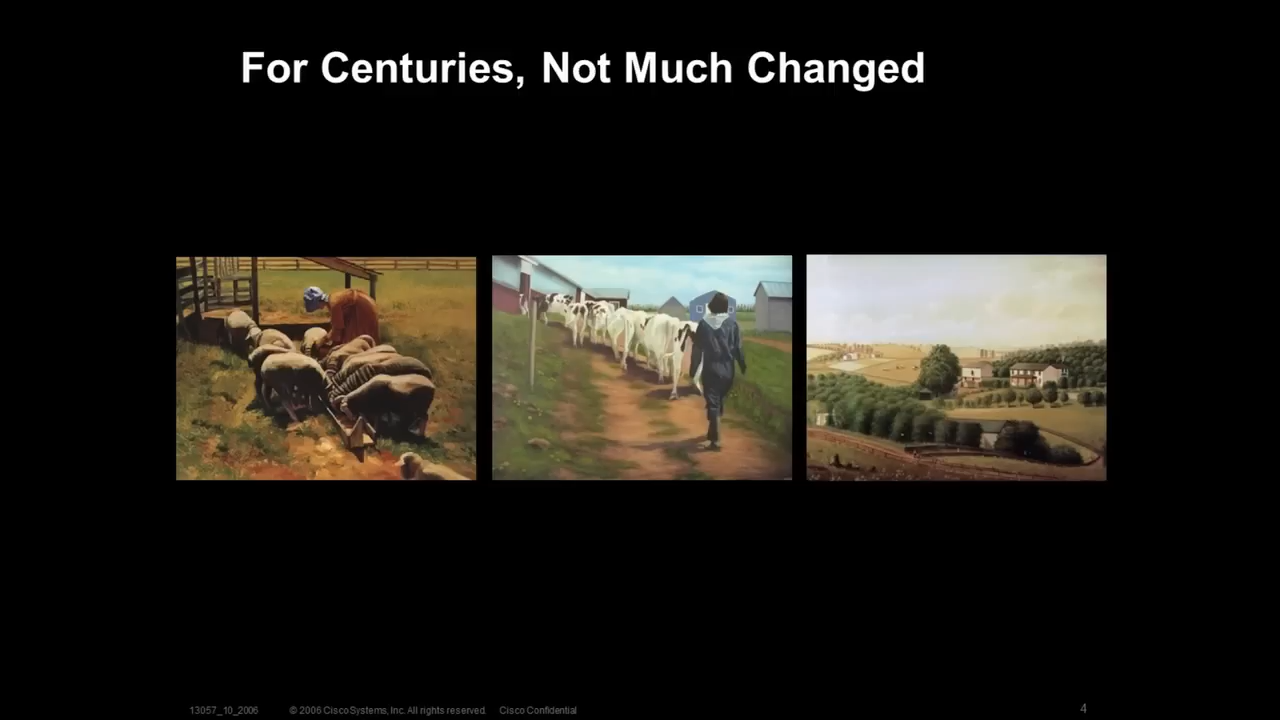 For Centuries, Not Much Changed
13057_10_2006 © 2006 Cisco Systems, Inc. All rights reserved. Cisco Confidential 4